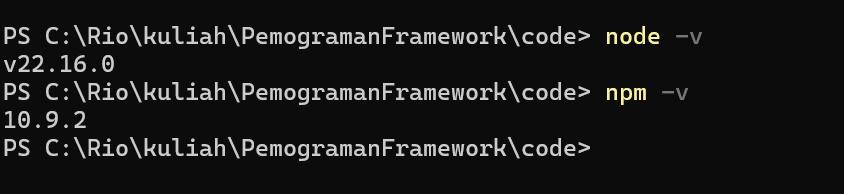 PS C:\Rio\kuliah\PemogramanFramework\code> node -v
v22.16.0
PS C:\Rio\kuliah\PemogramanFramework\code> npm -v
10.9.2
PS C:\Rio\kuliah\PemogramanFramework\code>